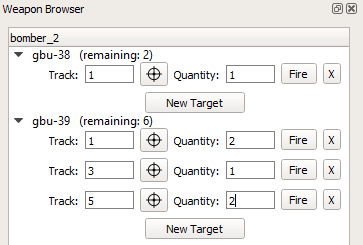 Weapon Browser
bomber_2
gbu-38 (remaining: 2)
Track: 1 Quantity: 1 Fire X
New Target
gbu-39 (remaining: 6)
Track: 1 Quantity: 2 Fire X
Track: 3 Quantity: 1 Fire X
Track: 5 Quantity: 2 Fire X
New Target